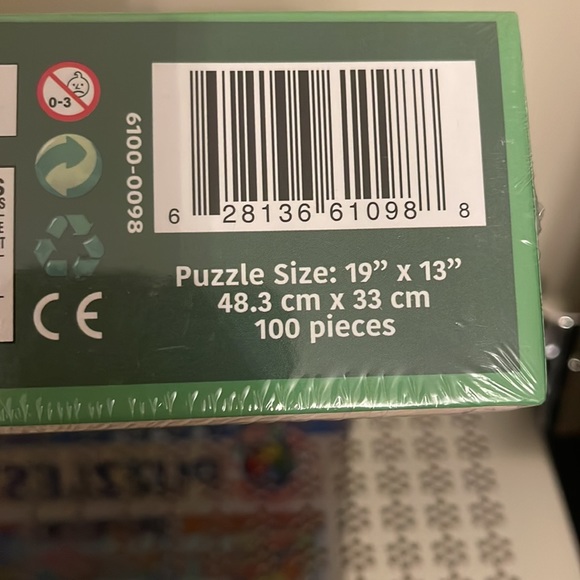 0-3
6100-0098
6 28136 61098 8
Puzzle Size: 19” x 13”
48.3 cm x 33 cm
100 pieces
CE